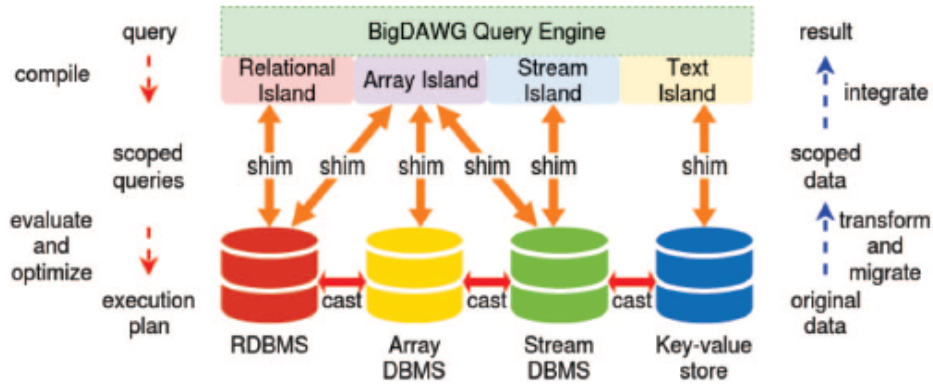 query
BigDAWG Query Engine
result
compile
Relational
Island
Array Island
Stream
Island
Text
Island
integrate
scoped
queries
shim
shim
shim
shim
shim
shim
scoped
data
evaluate
and
optimize
transform
and
migrate
execution
plan
cast
cast
cast
original
data
RDBMS
Array
DBMS
Stream
DBMS
Key-value
store